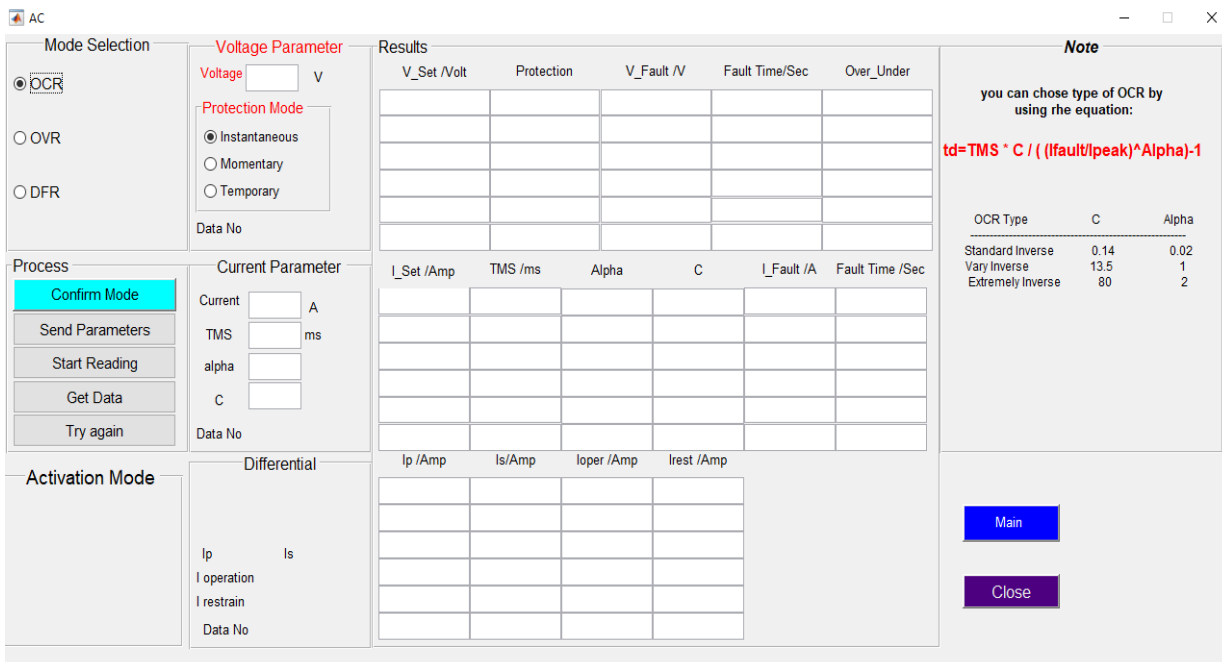 AC
Mode Selection
OCR
OVR
DFR
Voltage Parameter
Voltage V
Protection Mode
Instantaneous
Momentary
Temporary
Data No
Process
Confirm Mode
Send Parameters
Start Reading
Get Data
Try again
Current Parameter
Current A
TMS ms
alpha
C
Data No
Activation Mode
Differential
Ip Is
I operation
I restrain
Data No
Results
V_Set /Volt Protection V_Fault /V Fault Time/Sec Over_Under
I_Set /Amp TMS /ms Alpha C I_Fault /A Fault Time /Sec
Ip /Amp Is/Amp Ioper /Amp Irest /Amp
Note
you can chose type of OCR by
using rhe equation:
td=TMS * C / ( (Ifault/Ipeak)^Alpha)-1
OCR Type C Alpha
------------------------------------------------------
Standard Inverse 0.14 0.02
Vary Inverse 13.5 1
Extremely Inverse 80 2
Main
Close